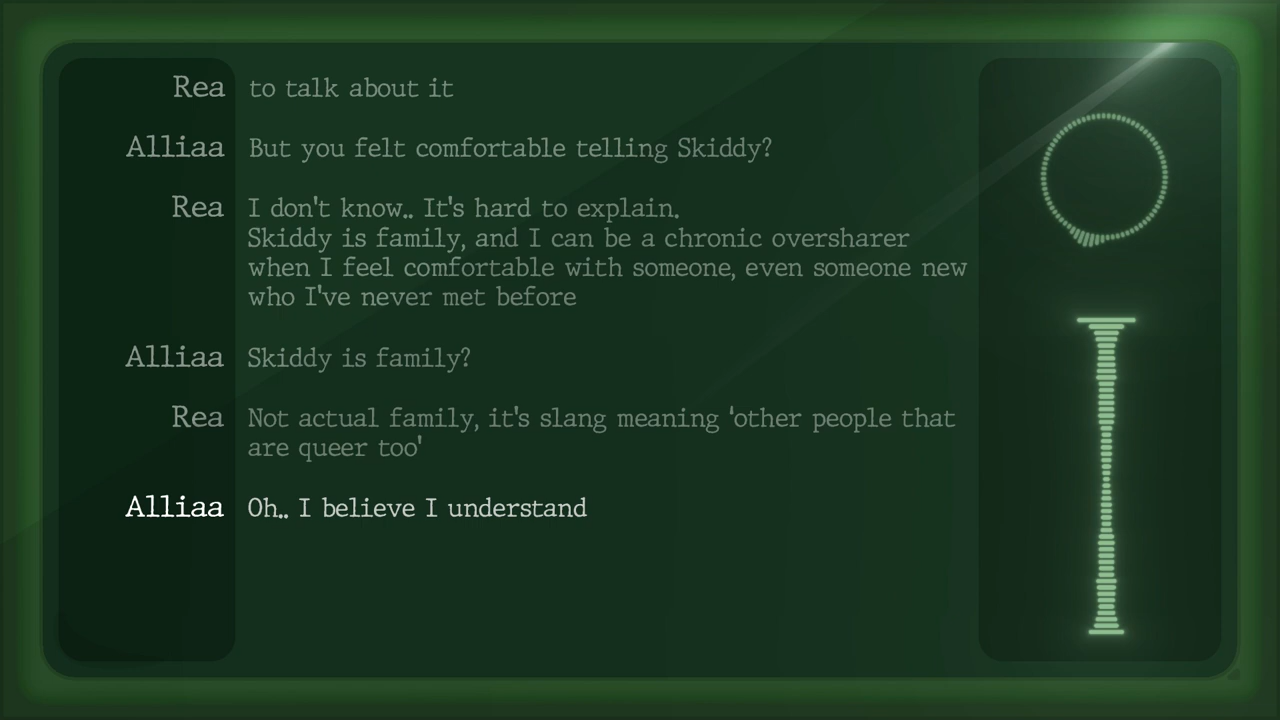 Rea to talk about it
Alliaa But you felt comfortable telling Skiddy?
Rea I don't know.. It's hard to explain.
Skiddy is family, and I can be a chronic oversharer
when I feel comfortable with someone, even someone new
who I've never met before
Alliaa Skiddy is family?
Rea Not actual family, it's slang meaning 'other people that
are queer too'
Alliaa Oh.. I believe I understand